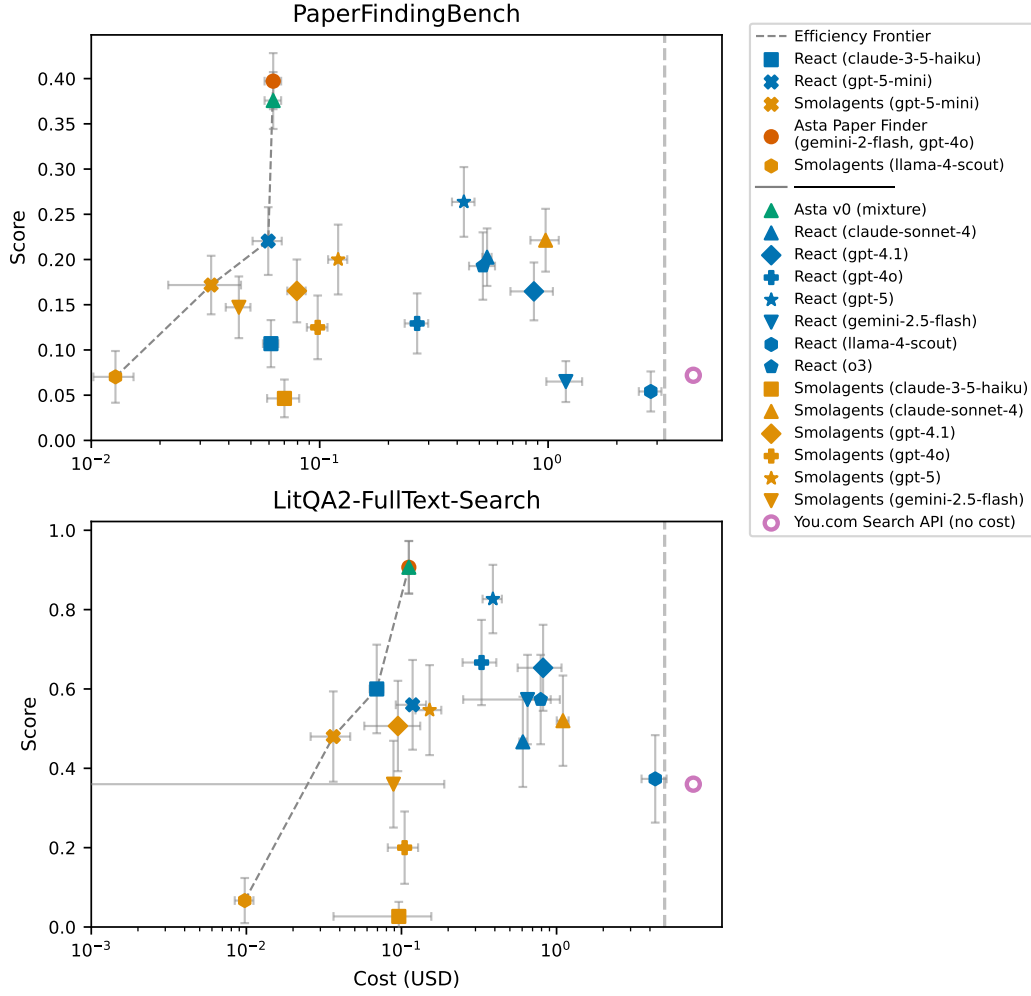 PaperFindingBench
0.40
0.35
0.30
0.25
0.20
0.15
0.10
0.05
0.00
Score
10⁻²
10⁻¹
10⁰
LitQA2-FullText-Search
1.0
0.8
0.6
0.4
0.2
0.0
Score
10⁻³
10⁻²
10⁻¹
10⁰
Cost (USD)
Efficiency Frontier
React (claude-3-5-haiku)
React (gpt-5-mini)
Smolagents (gpt-5-mini)
Asta Paper Finder
(gemini-2-flash, gpt-4o)
Smolagents (llama-4-scout)
Asta v0 (mixture)
React (claude-sonnet-4)
React (gpt-4.1)
React (gpt-4o)
React (gpt-5)
React (gemini-2.5-flash)
React (llama-4-scout)
React (o3)
Smolagents (claude-3-5-haiku)
Smolagents (claude-sonnet-4)
Smolagents (gpt-4.1)
Smolagents (gpt-4o)
Smolagents (gpt-5)
Smolagents (gemini-2.5-flash)
You.com Search API (no cost)